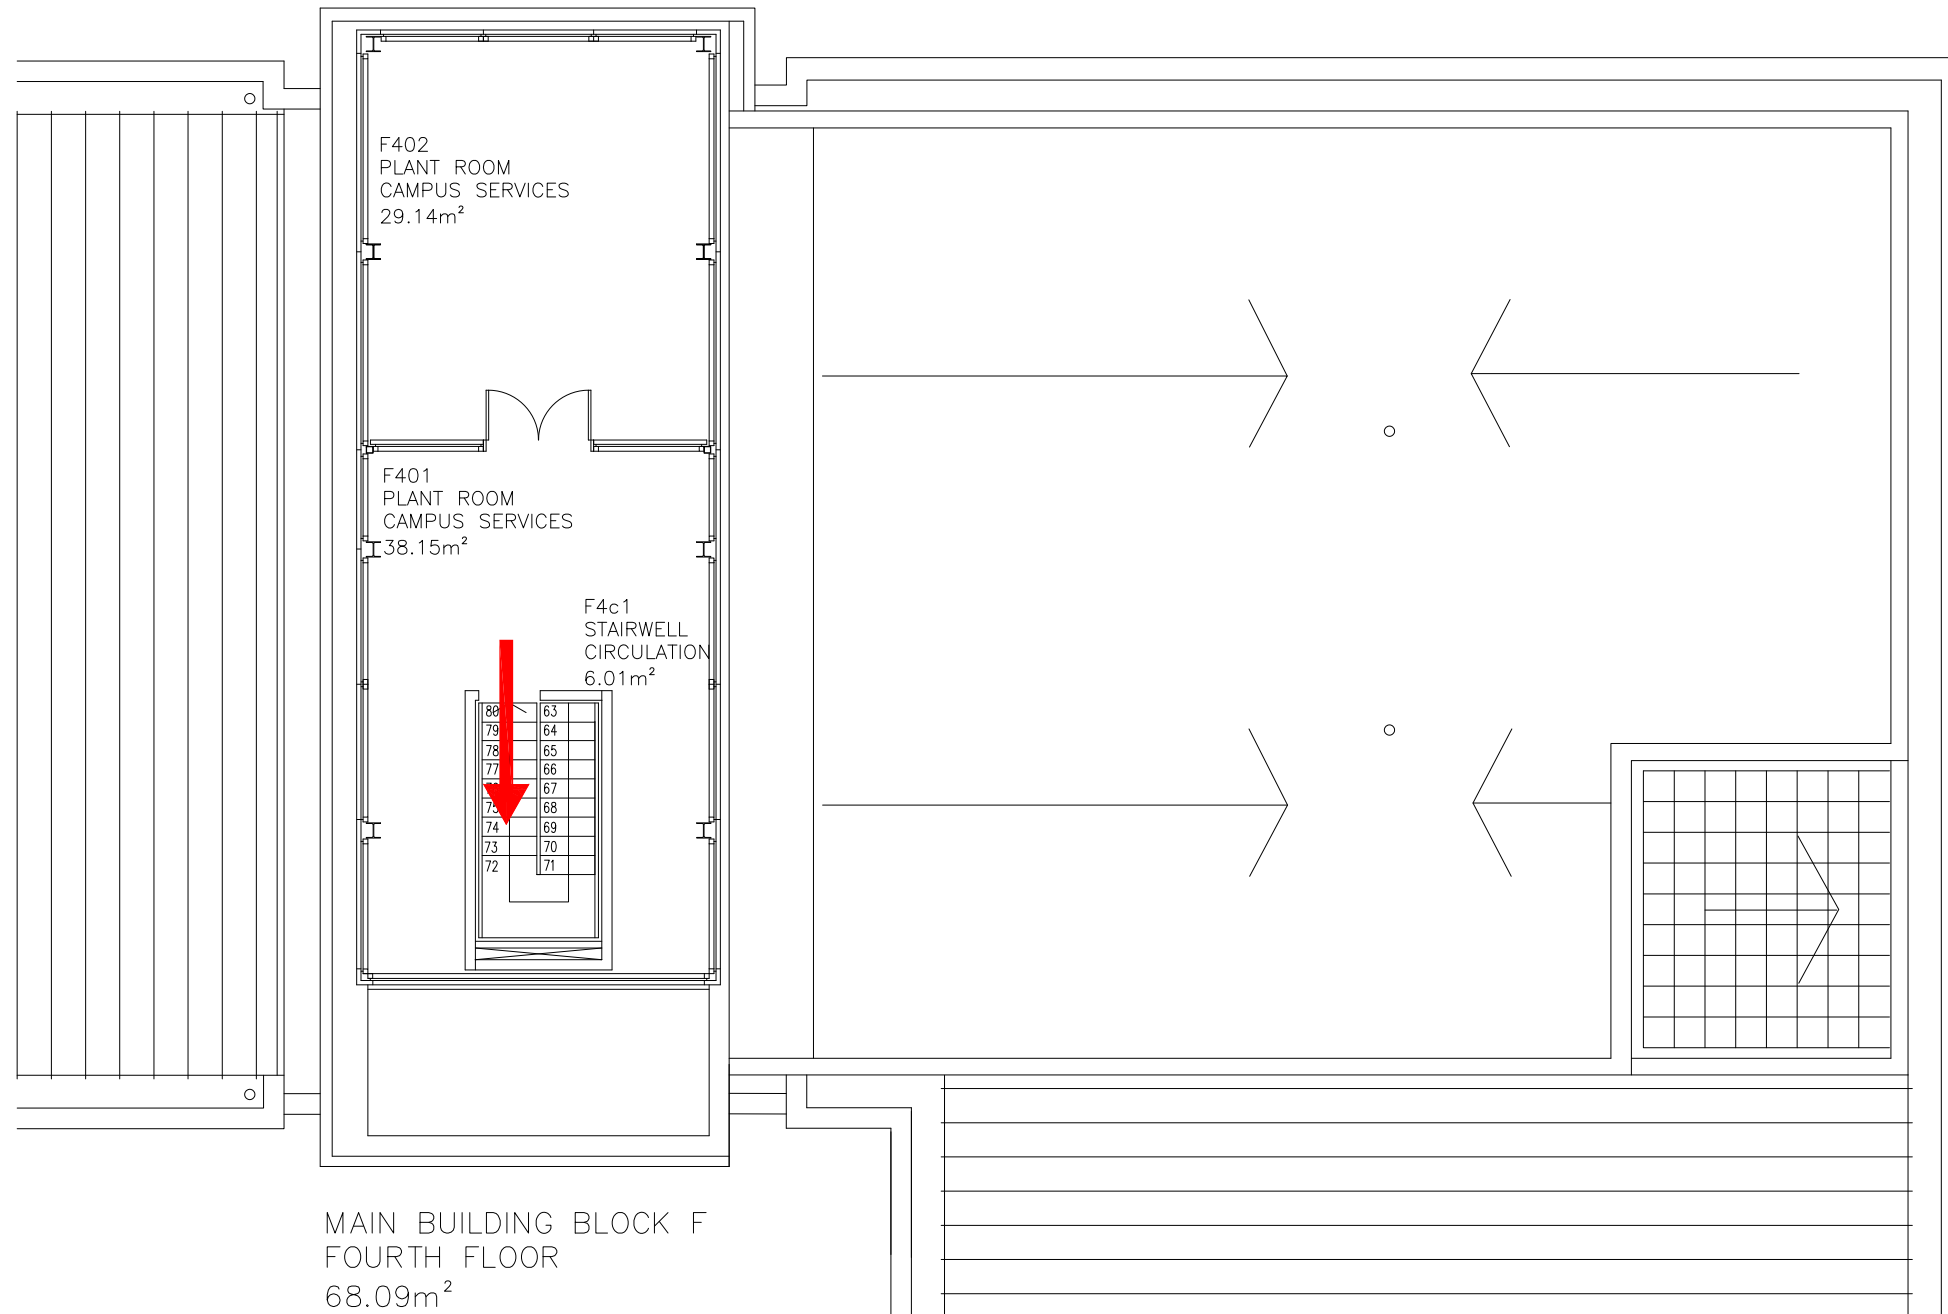 F402
PLANT ROOM
CAMPUS SERVICES
29.14m²
F401
PLANT ROOM
CAMPUS SERVICES
38.15m²
F4c1
STAIRWELL
CIRCULATION
6.01m²
80 63
79 64
78 65
77 66
67
75 68
74 69
73 70
72 71
MAIN BUILDING BLOCK F
FOURTH FLOOR
68.09m²